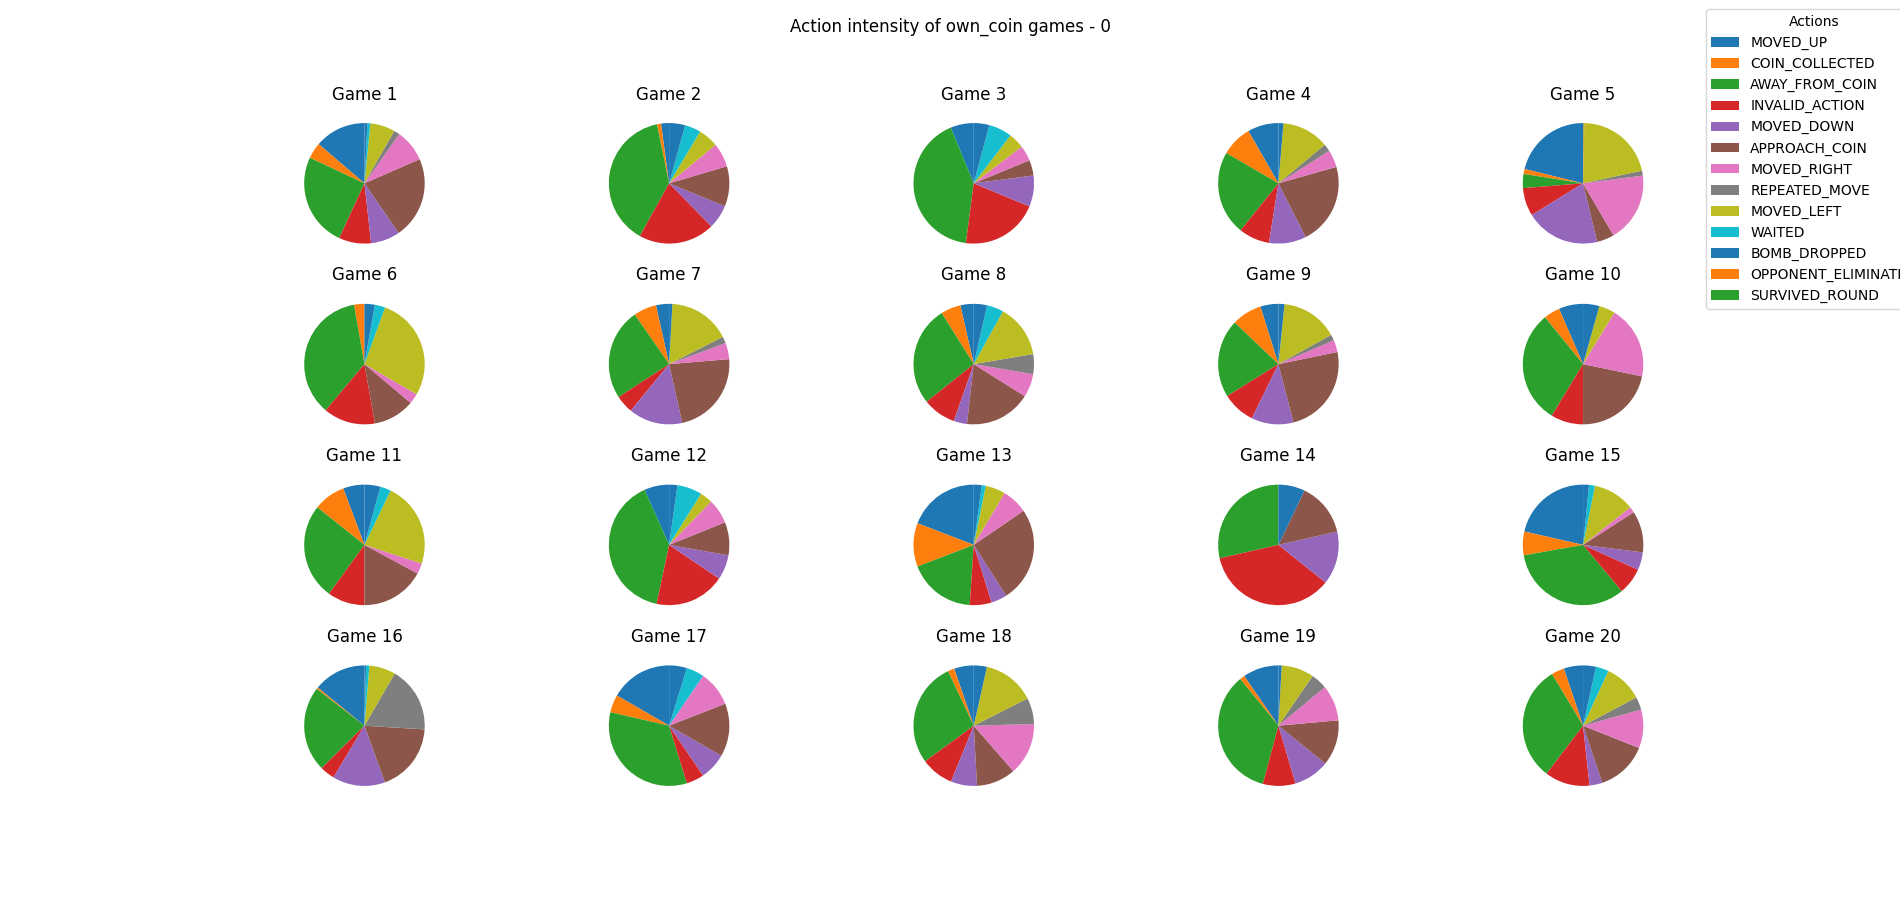 Action intensity of own_coin games - 0
Actions
MOVED_UP
COIN_COLLECTED
AWAY_FROM_COIN
INVALID_ACTION
MOVED_DOWN
APPROACH_COIN
MOVED_RIGHT
REPEATED_MOVE
MOVED_LEFT
WAITED
BOMB_DROPPED
OPPONENT_ELIMINATE
SURVIVED_ROUND
Game 1
Game 2
Game 3
Game 4
Game 5
Game 6
Game 7
Game 8
Game 9
Game 10
Game 11
Game 12
Game 13
Game 14
Game 15
Game 16
Game 17
Game 18
Game 19
Game 20